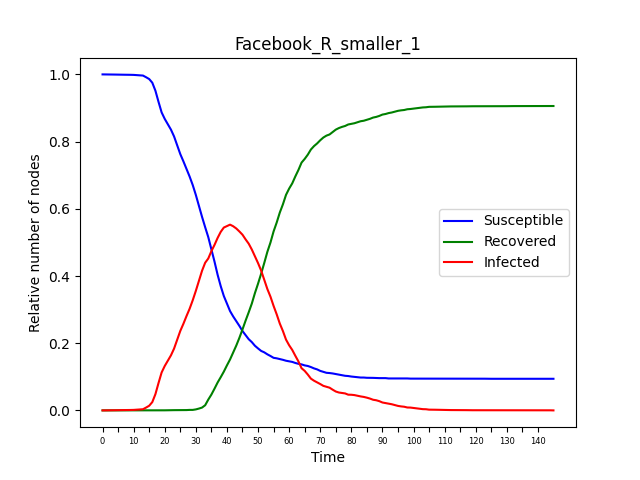 Facebook_R_smaller_1
Relative number of nodes
1.0
0.8
0.6
0.4
0.2
0.0
Susceptible
Recovered
Infected
0 10 20 30 40 50 60 70 80 90 100 110 120 130 140
Time